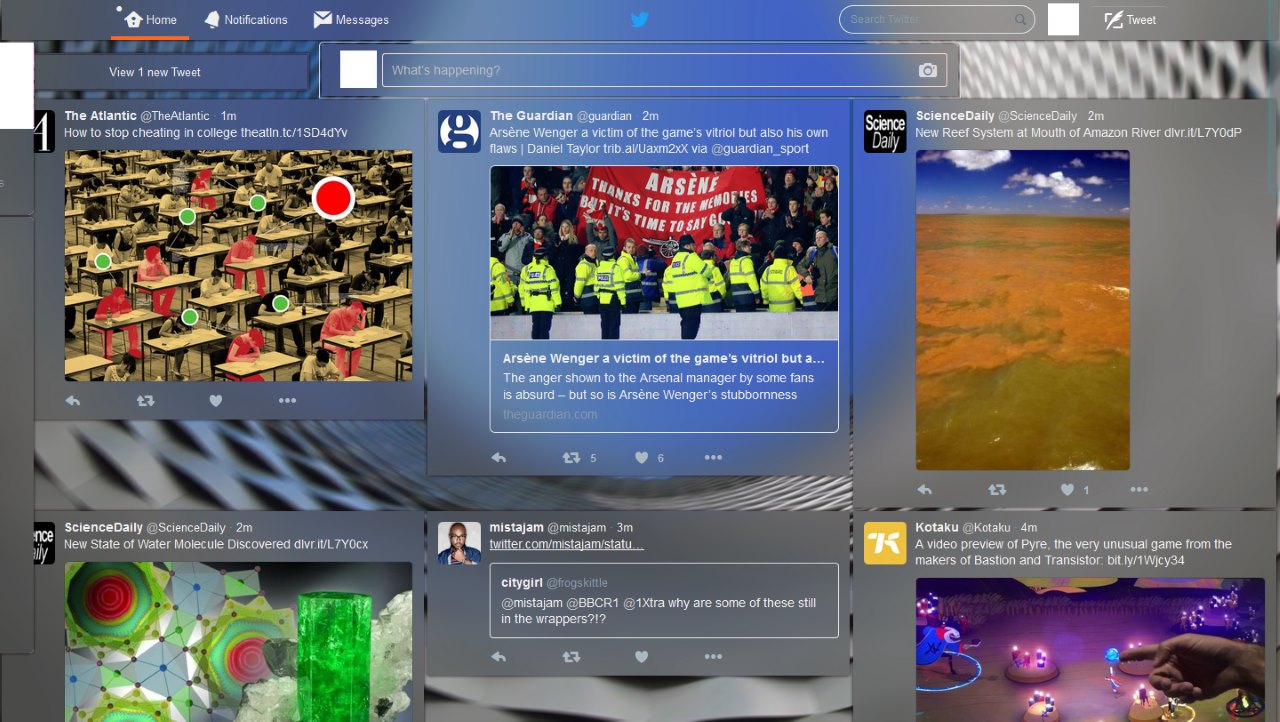 Home
Notifications
Messages
Search Twitter
Tweet
View 1 new Tweet
What's happening?
The Atlantic @TheAtlantic · 1m
How to stop cheating in college theatln.tc/1SD4dYv
The Guardian @guardian · 2m
Arsène Wenger a victim of the game's vitriol but also his own
flaws | Daniel Taylor trib.al/Uaxm2xX via @guardian_sport
ARSÈNE
THANKS FOR THE MEMORIES
BUT IT'S TIME TO SAY
Arsène Wenger a victim of the game's vitriol but a…
The anger shown to the Arsenal manager by some fans
is absurd – but so is Arsène Wenger's stubbornness
theguardian.com
5
6
Science
Daily
ScienceDaily @ScienceDaily · 2m
New Reef System at Mouth of Amazon River dlvr.it/L7Y0dP
1
ScienceDaily @ScienceDaily · 2m
New State of Water Molecule Discovered dlvr.it/L7Y0cx
mistajam @mistajam · 3m
twitter.com/mistajam/statu…
citygirl @frogskittle
@mistajam @BBCR1 @1Xtra why are some of these still
in the wrappers?!?
Kotaku @Kotaku · 4m
A video preview of Pyre, the very unusual game from the
makers of Bastion and Transistor: bit.ly/1Wjcy34